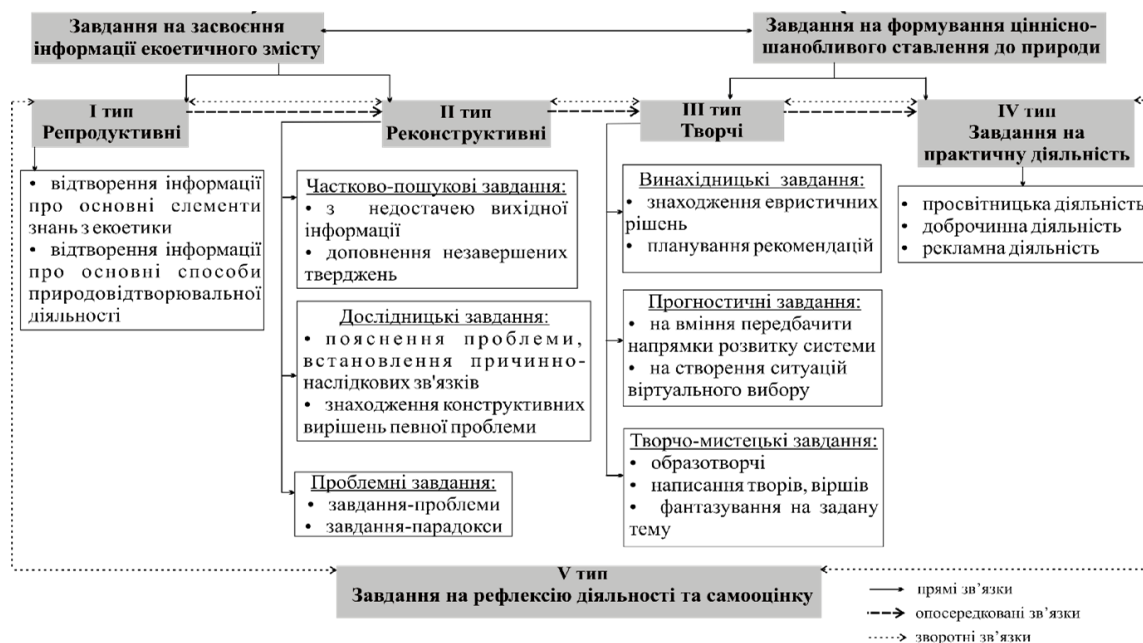 Завдання на засвоєння
інформації екоетичного змісту
Завдання на формування ціннісно-
шанобливого ставлення до природи
І тип
Репродуктивні
ІІ тип
Реконструктивні
ІІІ тип
Творчі
IV тип
Завдання на
практичну діяльність
• відтворення інформації
про основні елементи
знань з екоетики
• відтворення інформації
про основні способи
природовідтворювальної
діяльності
Частково-пошукові завдання:
• з недостачею вихідної
інформації
• доповнення незавершених
тверджень
Дослідницькі завдання:
• пояснення проблеми,
встановлення причинно-
наслідкових зв'язків
• знаходження конструктивних
вирішень певної проблеми
Проблемні завдання:
• завдання-проблеми
• завдання-парадокси
Винахідницькі завдання:
• знаходження евристичних
рішень
• планування рекомендацій
Прогностичні завдання:
• на вміння передбачити
напрямки розвитку системи
• на створення ситуацій
віртуального вибору
Творчо-мистецькі завдання:
• образотворчі
• написання творів, віршів
• фантазування на задану
тему
• просвітницька діяльність
• доброчинна діяльність
• рекламна діяльність
V тип
Завдання на рефлексію діяльності та самооцінку
прямі зв’язки
опосередковані зв’язки
зворотні зв’язки